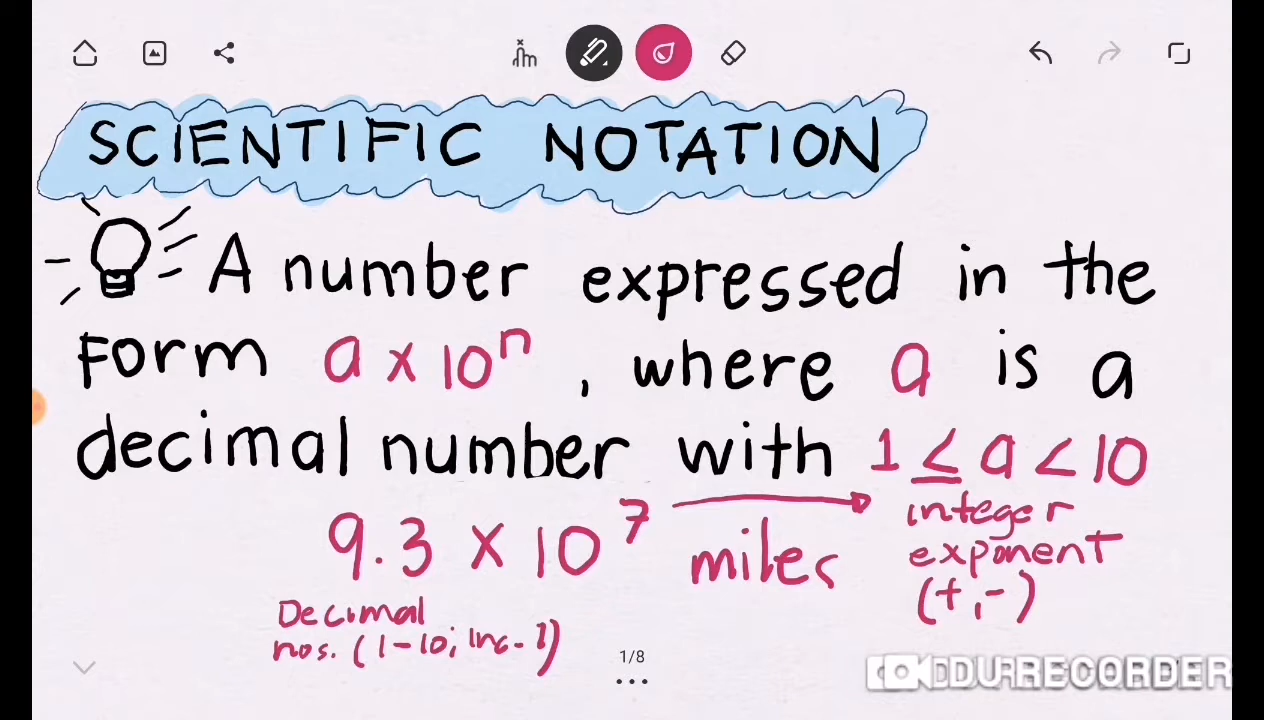 SCIENTIFIC NOTATION
A number expressed in the
form a x 10ⁿ, where a is a
decimal number with 1 ≤ a < 10
9.3 x 10⁷ miles
integer
exponent
(+,-)
Decimal
nos. (1-10; inc. 1)
1/8
DU RECORDER